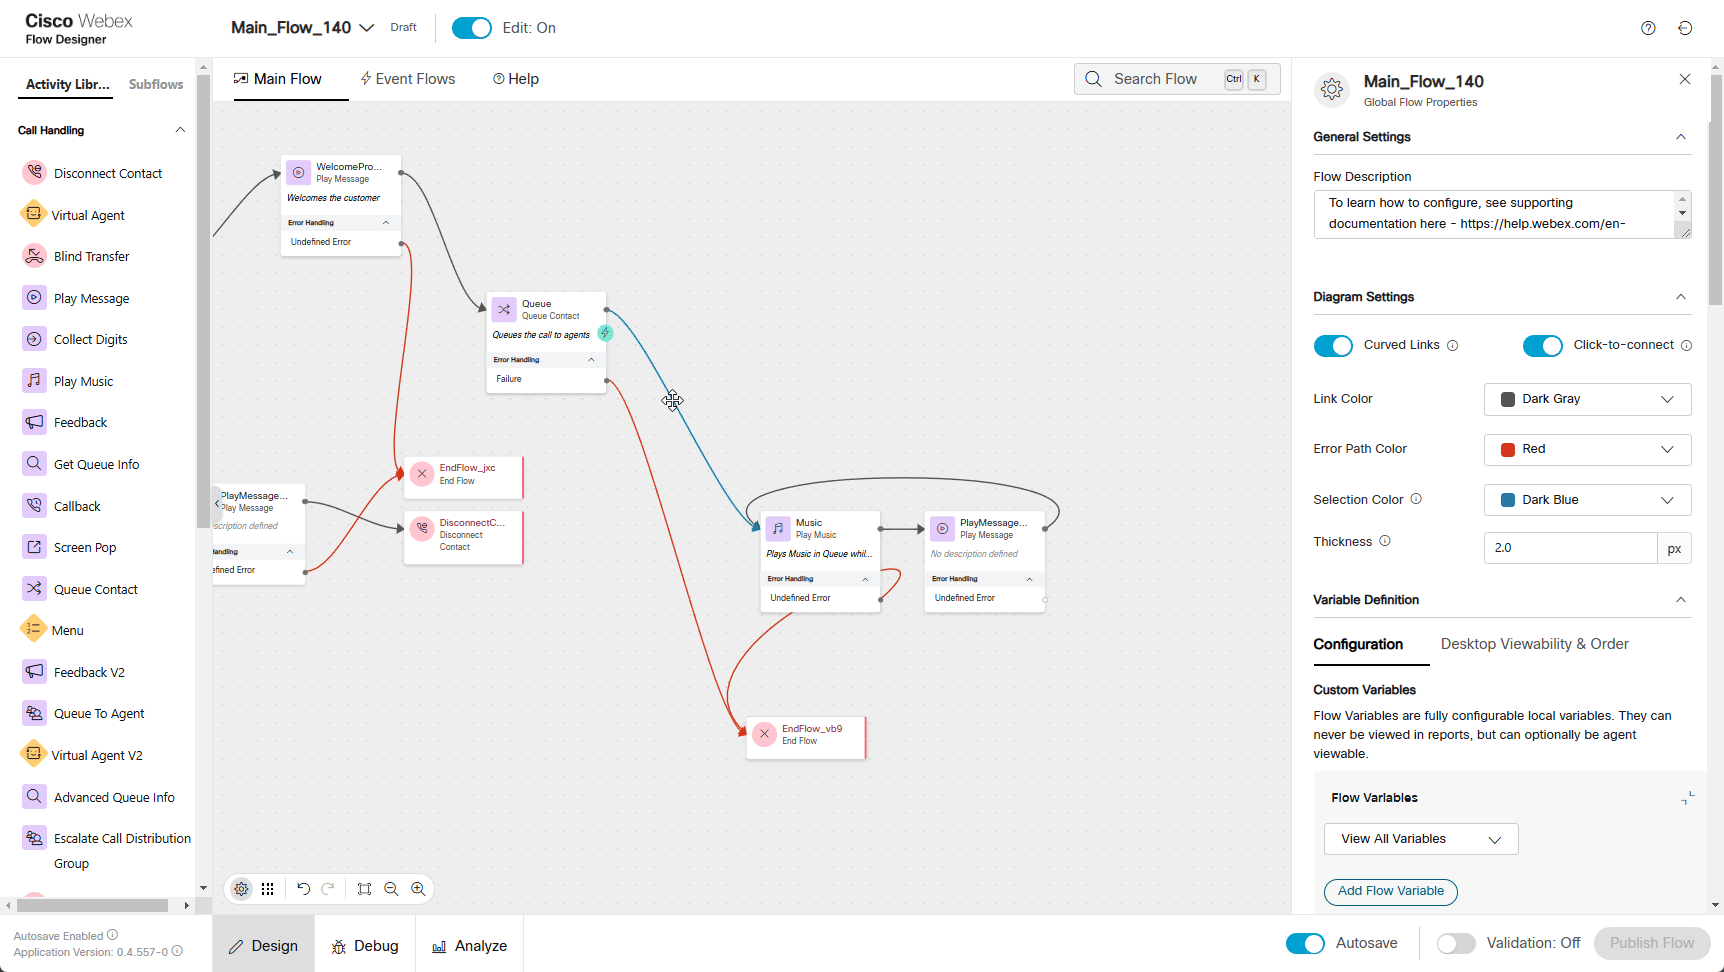 Cisco Webex
Flow Designer
Main_Flow_140
Draft
Edit: On
Activity Libr...
Subflows
Main Flow
Event Flows
Help
Search Flow
Ctrl
K
Call Handling
Disconnect Contact
Virtual Agent
Blind Transfer
Play Message
Collect Digits
Play Music
Feedback
Get Queue Info
Callback
Screen Pop
Queue Contact
Menu
Feedback V2
Queue To Agent
Virtual Agent V2
Advanced Queue Info
Escalate Call Distribution
Group
WelcomePro...
Play Message
Welcomes the customer
Error Handling
Undefined Error
Queue
Queue Contact
Queues the call to agents
Error Handling
Failure
EndFlow_jxc
End Flow
PlayMessage...
Play Message
scription defined
Handling
efined Error
DisconnectC...
Disconnect
Contact
Music
Play Music
Plays Music in Queue whil...
Error Handling
Undefined Error
PlayMessage...
Play Message
No description defined
Error Handling
Undefined Error
EndFlow_vb9
End Flow
Main_Flow_140
Global Flow Properties
General Settings
Flow Description
To learn how to configure, see supporting
documentation here - https://help.webex.com/en-
Diagram Settings
Curved Links
Click-to-connect
Link Color
Dark Gray
Error Path Color
Red
Selection Color
Dark Blue
Thickness
2.0
px
Variable Definition
Configuration
Desktop Viewability & Order
Custom Variables
Flow Variables are fully configurable local variables. They can
never be viewed in reports, but can optionally be agent
viewable.
Flow Variables
View All Variables
Add Flow Variable
Autosave Enabled
Application Version: 0.4.557-0
Design
Debug
Analyze
Autosave
Validation: Off
Publish Flow